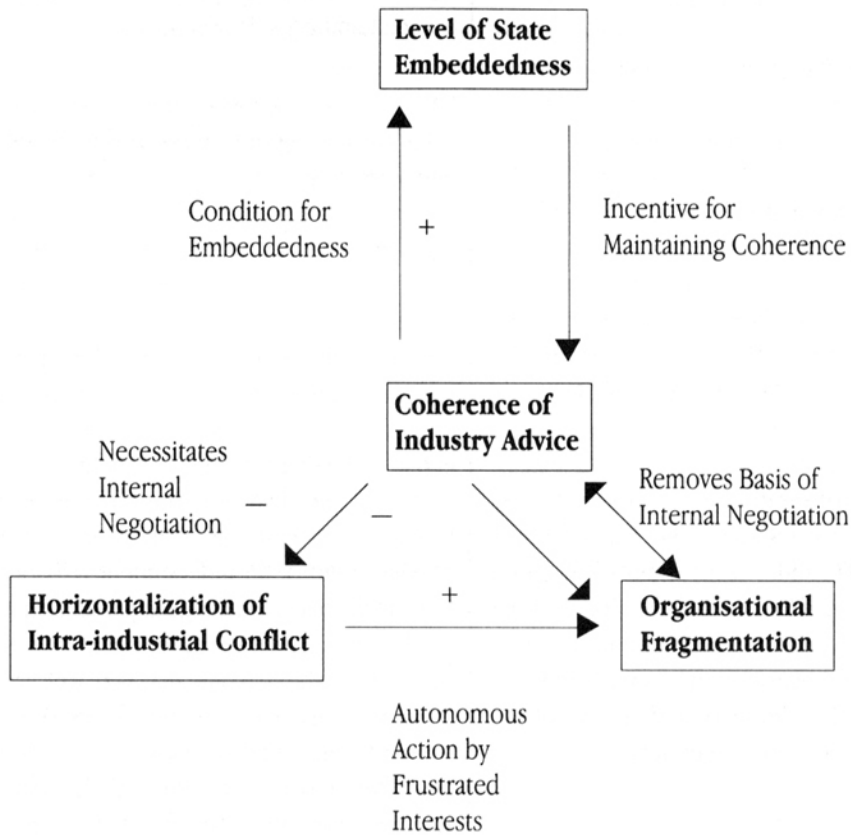 Level of State
Embeddedness
Condition for
Embeddedness
+
Incentive for
Maintaining Coherence
Coherence of
Industry Advice
Necessitates
Internal
Negotiation
—
—
Removes Basis of
Internal Negotiation
Horizontalization of
Intra-industrial Conflict
+
Organisational
Fragmentation
Autonomous
Action by
Frustrated
Interests